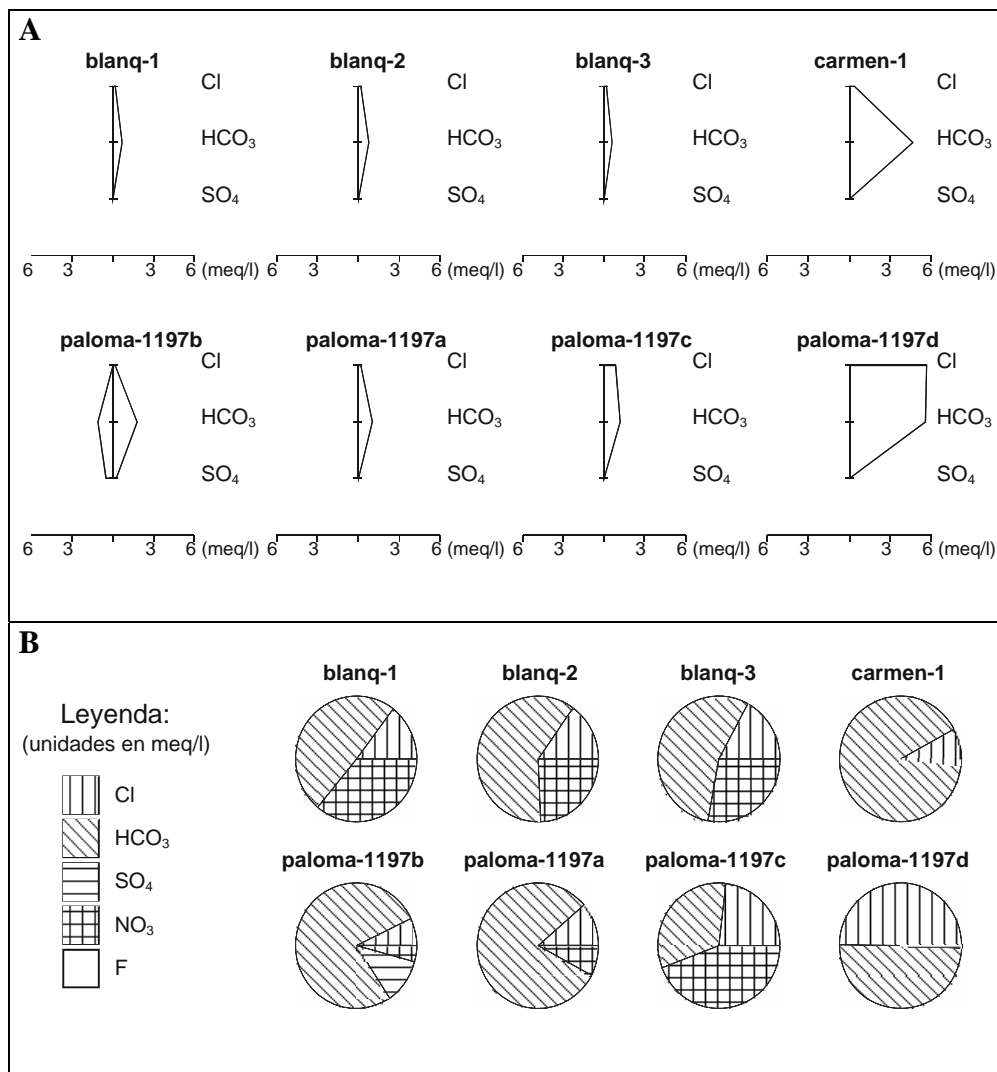 A
blanq-1 blanq-2 blanq-3 carmen-1
Cl Cl Cl Cl
HCO₃ HCO₃ HCO₃ HCO₃
SO₄ SO₄ SO₄ SO₄
6 3 3 6 (meq/l) 6 3 3 6 (meq/l) 6 3 3 6 (meq/l) 6 3 3 6 (meq/l)
paloma-1197b paloma-1197a paloma-1197c paloma-1197d
Cl Cl Cl Cl
HCO₃ HCO₃ HCO₃ HCO₃
SO₄ SO₄ SO₄ SO₄
6 3 3 6 (meq/l) 6 3 3 6 (meq/l) 6 3 3 6 (meq/l) 6 3 3 6 (meq/l)
B
blanq-1 blanq-2 blanq-3 carmen-1
Leyenda:
(unidades en meq/l)
Cl
HCO₃
SO₄
NO₃
F
paloma-1197b paloma-1197a paloma-1197c paloma-1197d